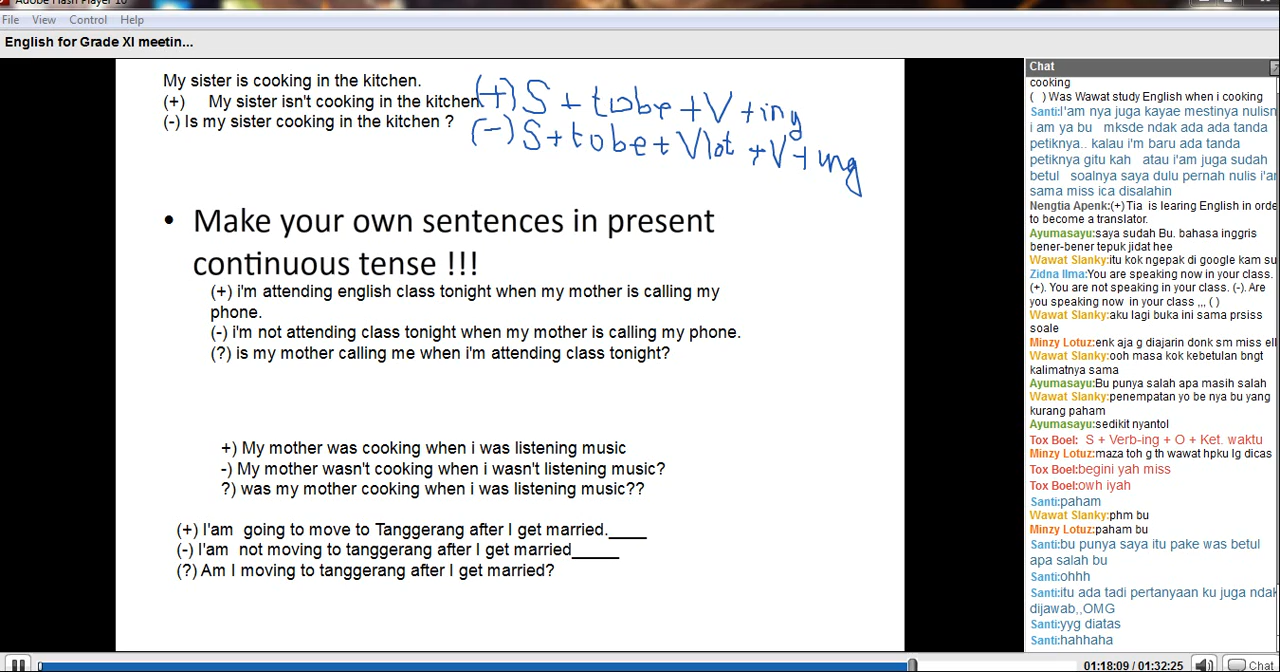 Adobe Flash Player 10
File View Control Help
English for Grade XI meetin...
My sister is cooking in the kitchen.
(+) My sister isn't cooking in the kitchen.
(-) Is my sister cooking in the kitchen ?
(+) S + tobe + V + ing
(-) S + tobe + V1ot + V + ing
• Make your own sentences in present
continuous tense !!!
(+) i'm attending english class tonight when my mother is calling my
phone.
(-) i'm not attending class tonight when my mother is calling my phone.
(?) is my mother calling me when i'm attending class tonight?
+) My mother was cooking when i was listening music
-) My mother wasn't cooking when i wasn't listening music?
?) was my mother cooking when i was listening music??
(+) I'am going to move to Tanggerang after I get married.____
(-) I'am not moving to tanggerang after I get married_____
(?) Am I moving to tanggerang after I get married?
Chat
cooking
( ) Was Wawat study English when i cooking
Santi:I'am nya juga kayae mestinya nulisn
i am ya bu mksde ndak ada ada tanda
petiknya.. kalau i'm baru ada tanda
petiknya gitu kah atau i'am juga sudah
betul soalnya saya dulu pernah nulis i'ar
sama miss ica disalahin
Nengtia Apenk:(+) Tia is learing English in orde
to become a translator.
Ayumasayu:saya sudah Bu. bahasa inggris
bener-bener tepuk jidat hee
Wawat Slanky:itu kok ngepak di google kam su
Zidna Ilma:You are speaking now in your class.
(+). You are not speaking in your class. (-). Are
you speaking now in your class ,,, ( )
Wawat Slanky:aku lagi buka ini sama prsiss
soale
Minzy Lotuz:enk aja g diajarin donk sm miss ell
Wawat Slanky:ooh masa kok kebetulan bngt
kalimatnya sama
Ayumasayu:Bu punya salah apa masih salah
Wawat Slanky:penempatan yo be nya bu yang
kurang paham
Ayumasayu:sedikit nyantol
Tox Boel: S + Verb-ing + O + Ket. waktu
Minzy Lotuz:maza toh g th wawat hpku lg dicas
Tox Boel:begini yah miss
Tox Boel:owh iyah
Santi:paham
Wawat Slanky:phm bu
Minzy Lotuz:paham bu
Santi:bu punya saya itu pake was betul
apa salah bu
Santi:ohhh
Santi:itu ada tadi pertanyaan ku juga ndak
dijawab,,OMG
Santi:yyg diatas
Santi:hahhaha
01:18:09 / 01:32:25
Chat